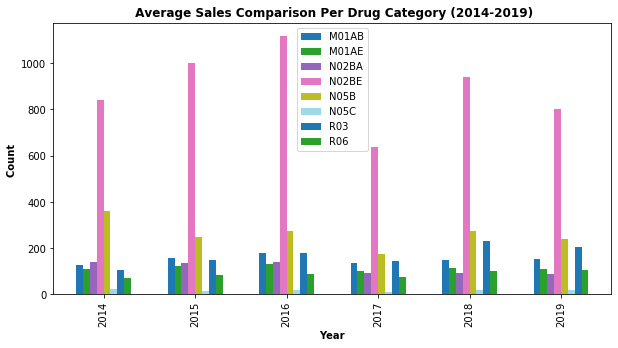 Average Sales Comparison Per Drug Category (2014-2019)
M01AB
M01AE
N02BA
N02BE
N05B
N05C
R03
R06
1000
800
600
400
200
0
Count
2014
2015
2016
2017
2018
2019
Year